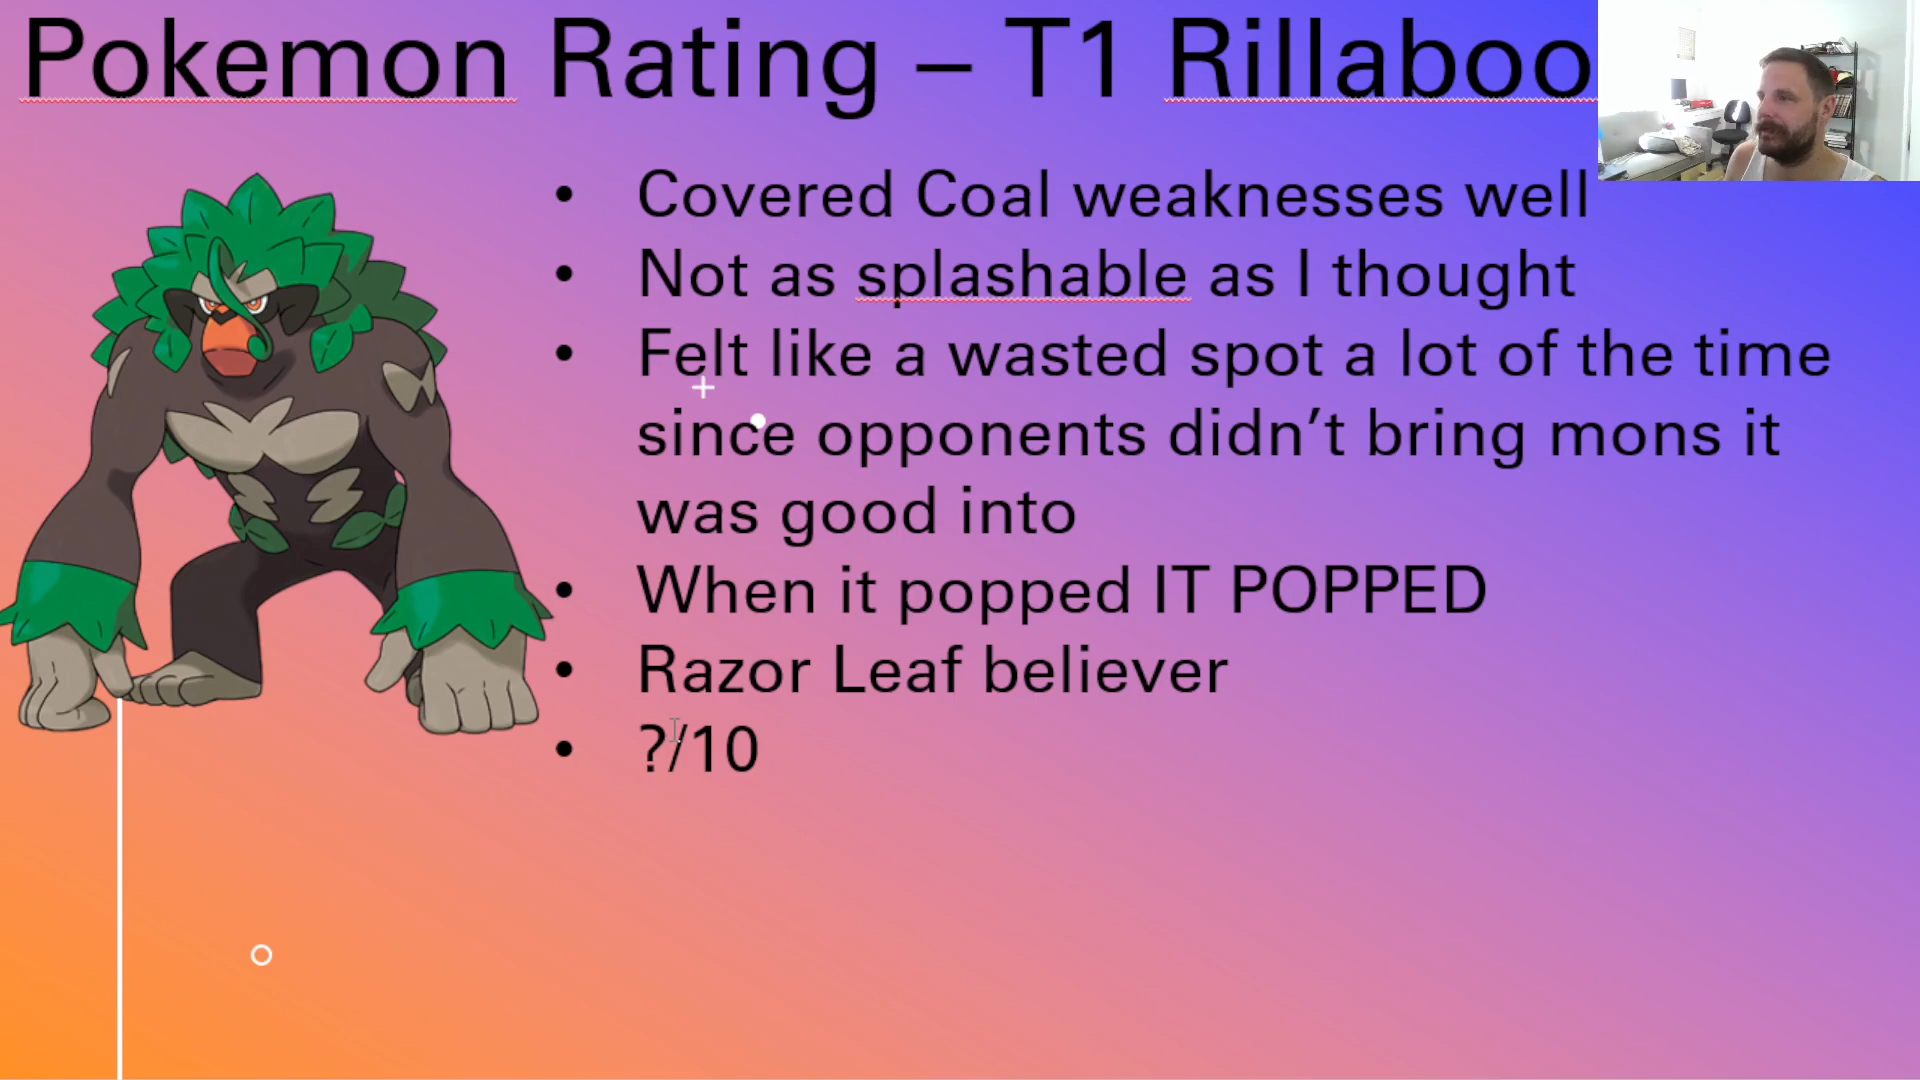 Pokemon Rating – T1 Rillaboo
• Covered Coal weaknesses well
• Not as splashable as I thought
• Felt like a wasted spot a lot of the time
since opponents didn’t bring mons it
was good into
• When it popped IT POPPED
• Razor Leaf believer
• ?/10